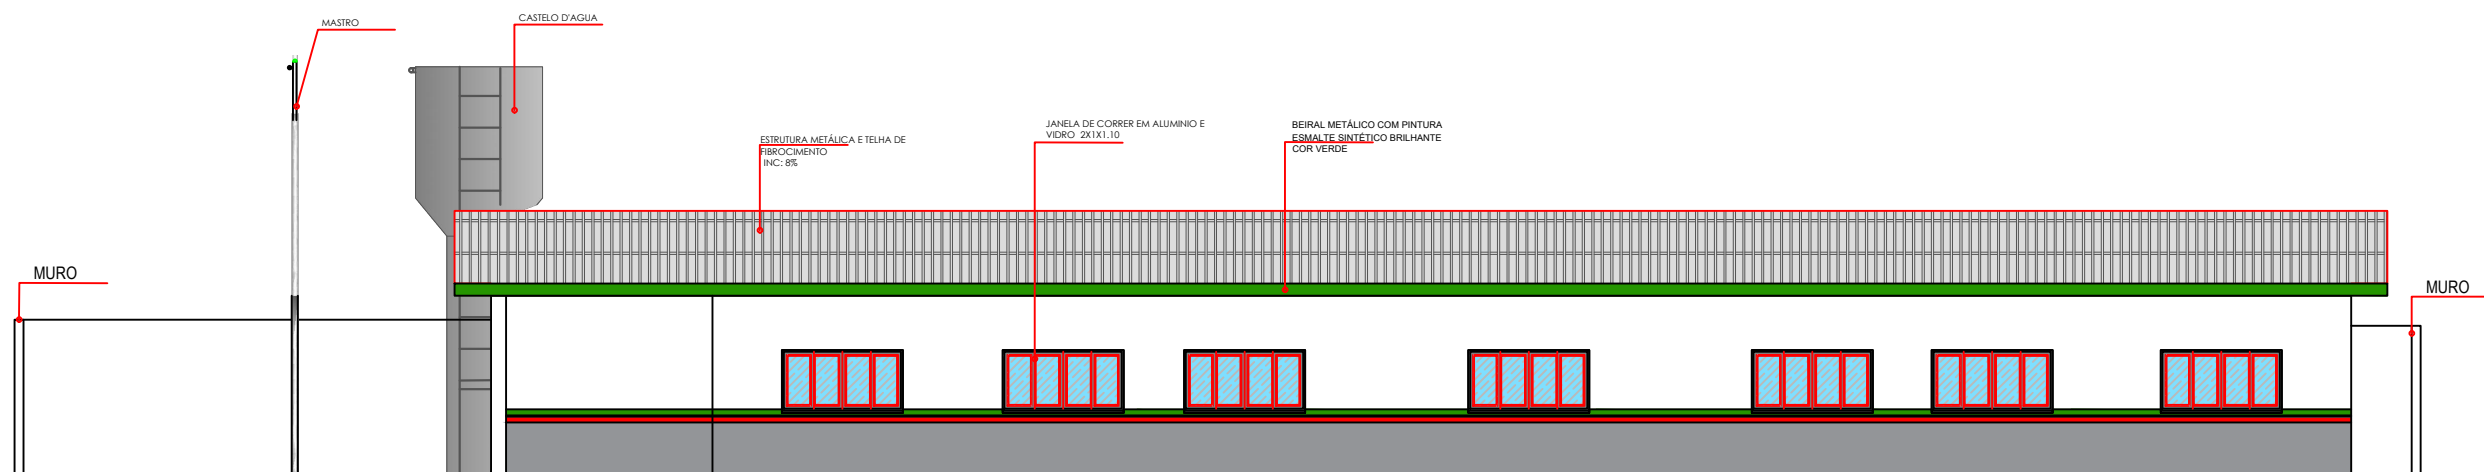 MASTRO
CASTELO D'AGUA
ESTRUTURA METÁLICA E TELHA DE
FIBROCIMENTO
INC: 8%
JANELA DE CORRER EM ALUMINIO E
VIDRO 2X1X1.10
BEIRAL METÁLICO COM PINTURA
ESMALTE SINTÉTICO BRILHANTE
COR VERDE
MURO
MURO